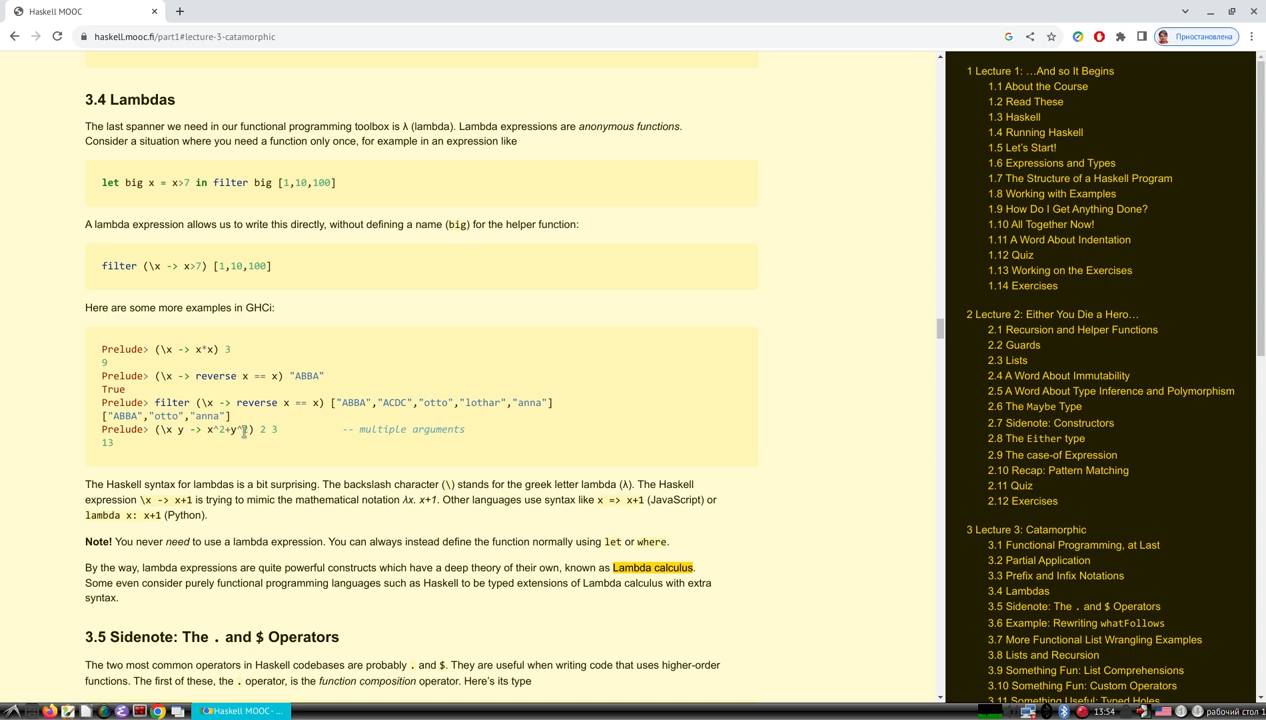 Haskell MOOC
haskell.mooc.fi/part1#lecture-3-catamorphic
Приостановлена
3.4 Lambdas
The last spanner we need in our functional programming toolbox is λ (lambda). Lambda expressions are anonymous functions.
Consider a situation where you need a function only once, for example in an expression like
let big x = x>7 in filter big [1,10,100]
A lambda expression allows us to write this directly, without defining a name (big) for the helper function:
filter (\x -> x>7) [1,10,100]
Here are some more examples in GHCi:
Prelude> (\x -> x*x) 3
9
Prelude> (\x -> reverse x == x) "ABBA"
True
Prelude> filter (\x -> reverse x == x) ["ABBA","ACDC","otto","lothar","anna"]
["ABBA","otto","anna"]
Prelude> (\x y -> x^2+y^2) 2 3 -- multiple arguments
13
The Haskell syntax for lambdas is a bit surprising. The backslash character (\) stands for the greek letter lambda (λ). The Haskell
expression \x -> x+1 is trying to mimic the mathematical notation λx. x+1. Other languages use syntax like x => x+1 (JavaScript) or
lambda x: x+1 (Python).
Note! You never need to use a lambda expression. You can always instead define the function normally using let or where.
By the way, lambda expressions are quite powerful constructs which have a deep theory of their own, known as Lambda calculus.
Some even consider purely functional programming languages such as Haskell to be typed extensions of Lambda calculus with extra
syntax.
3.5 Sidenote: The . and $ Operators
The two most common operators in Haskell codebases are probably . and $. They are useful when writing code that uses higher-order
functions. The first of these, the . operator, is the function composition operator. Here's its type
1 Lecture 1: …And so It Begins
1.1 About the Course
1.2 Read These
1.3 Haskell
1.4 Running Haskell
1.5 Let's Start!
1.6 Expressions and Types
1.7 The Structure of a Haskell Program
1.8 Working with Examples
1.9 How Do I Get Anything Done?
1.10 All Together Now!
1.11 A Word About Indentation
1.12 Quiz
1.13 Working on the Exercises
1.14 Exercises
2 Lecture 2: Either You Die a Hero…
2.1 Recursion and Helper Functions
2.2 Guards
2.3 Lists
2.4 A Word About Immutability
2.5 A Word About Type Inference and Polymorphism
2.6 The Maybe Type
2.7 Sidenote: Constructors
2.8 The Either type
2.9 The case-of Expression
2.10 Recap: Pattern Matching
2.11 Quiz
2.12 Exercises
3 Lecture 3: Catamorphic
3.1 Functional Programming, at Last
3.2 Partial Application
3.3 Prefix and Infix Notations
3.4 Lambdas
3.5 Sidenote: The . and $ Operators
3.6 Example: Rewriting whatFollows
3.7 More Functional List Wrangling Examples
3.8 Lists and Recursion
3.9 Something Fun: List Comprehensions
3.10 Something Fun: Custom Operators
3.11 Something Useful: Typed Holes
Haskell MOOC- …
13:54
рабочий стол 1